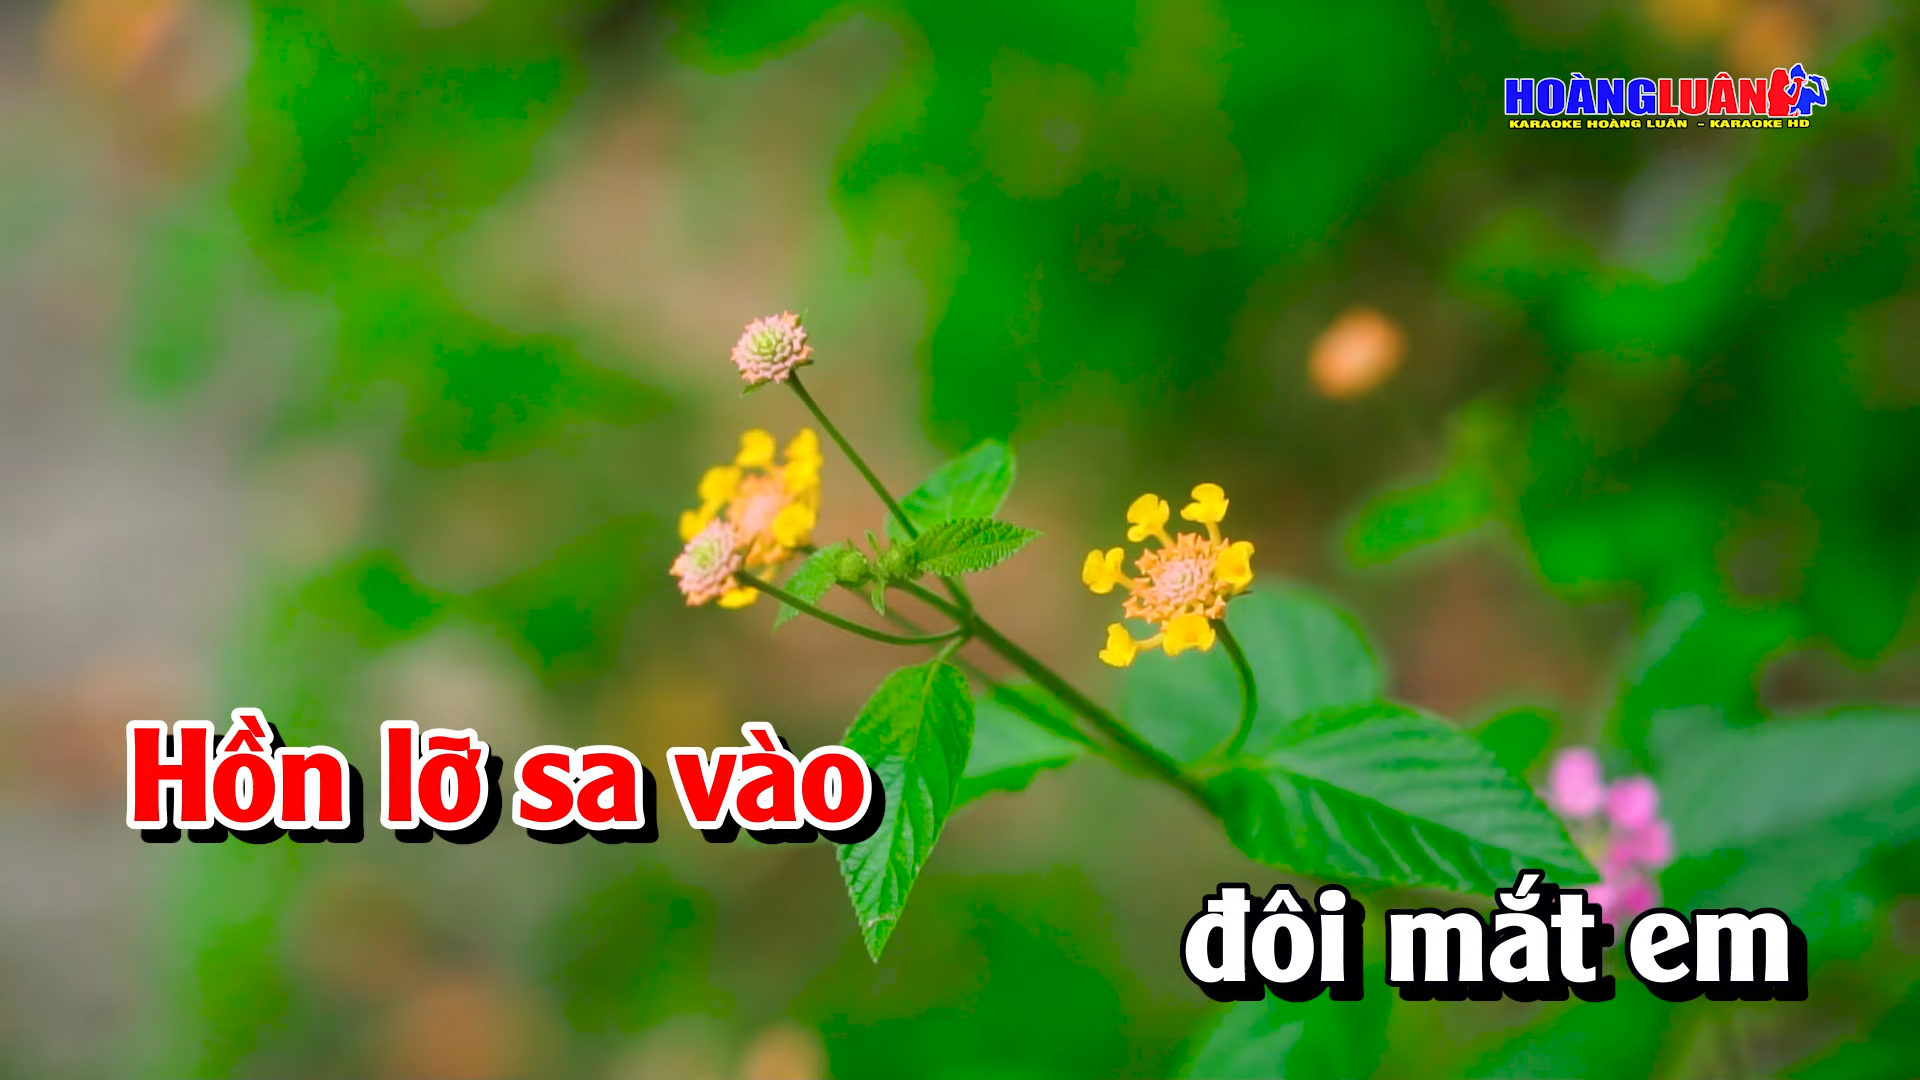 HOÀNGLUÂN
KARAOKE HOÀNG LUÂN - KARAOKE HD
Hồn lỡ sa vào
đôi mắt em